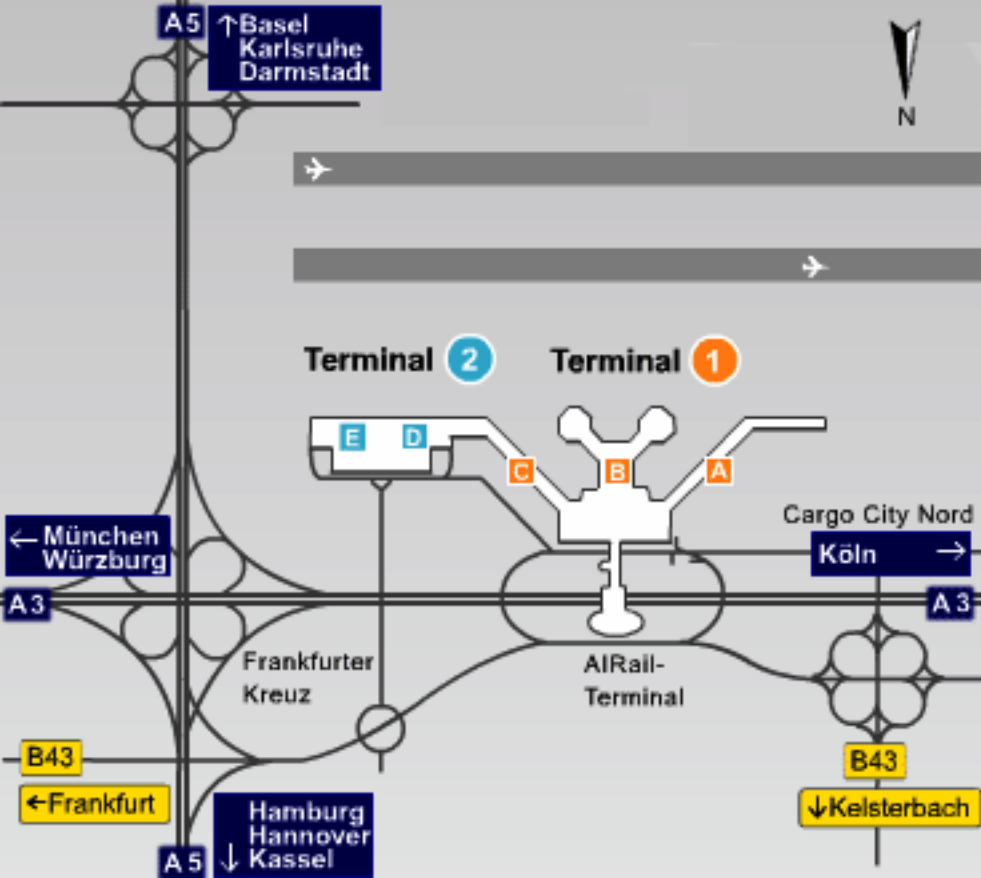 A5
↑Basel
Karlsruhe
Darmstadt
N
Terminal 2
Terminal 1
E
D
C
B
A
Cargo City Nord
← München
Würzburg
Köln →
A3
A3
Frankfurter
Kreuz
AIRail-
Terminal
B43
←Frankfurt
B43
↓Kelsterbach
Hamburg
Hannover
↓ Kassel
A5